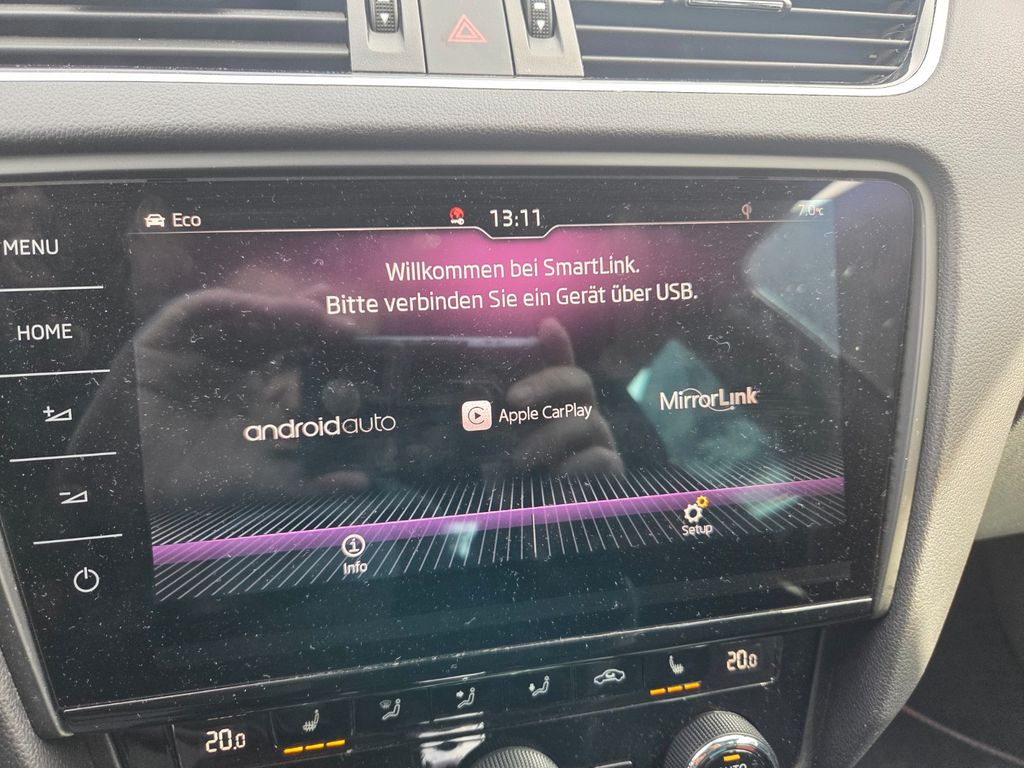 Eco
13:11
7.0°C
MENU
HOME
Willkommen bei SmartLink.
Bitte verbinden Sie ein Gerät über USB.
androidauto
Apple CarPlay
MirrorLink
Info
Setup
20.0
20.0
AUTO